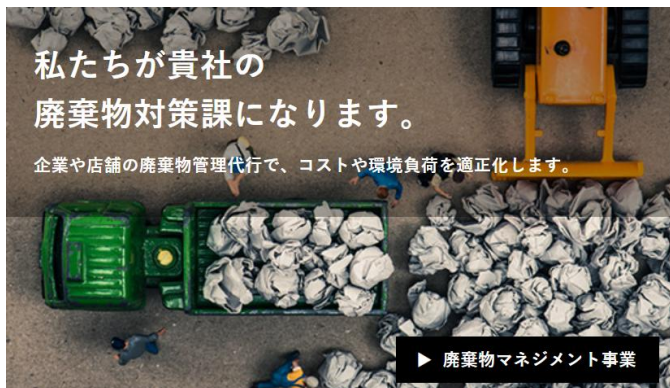 私たちが貴社の
廃棄物対策課になります。
企業や店舗の廃棄物管理代行で、コストや環境負荷を適正化します。
▶ 廃棄物マネジメント事業